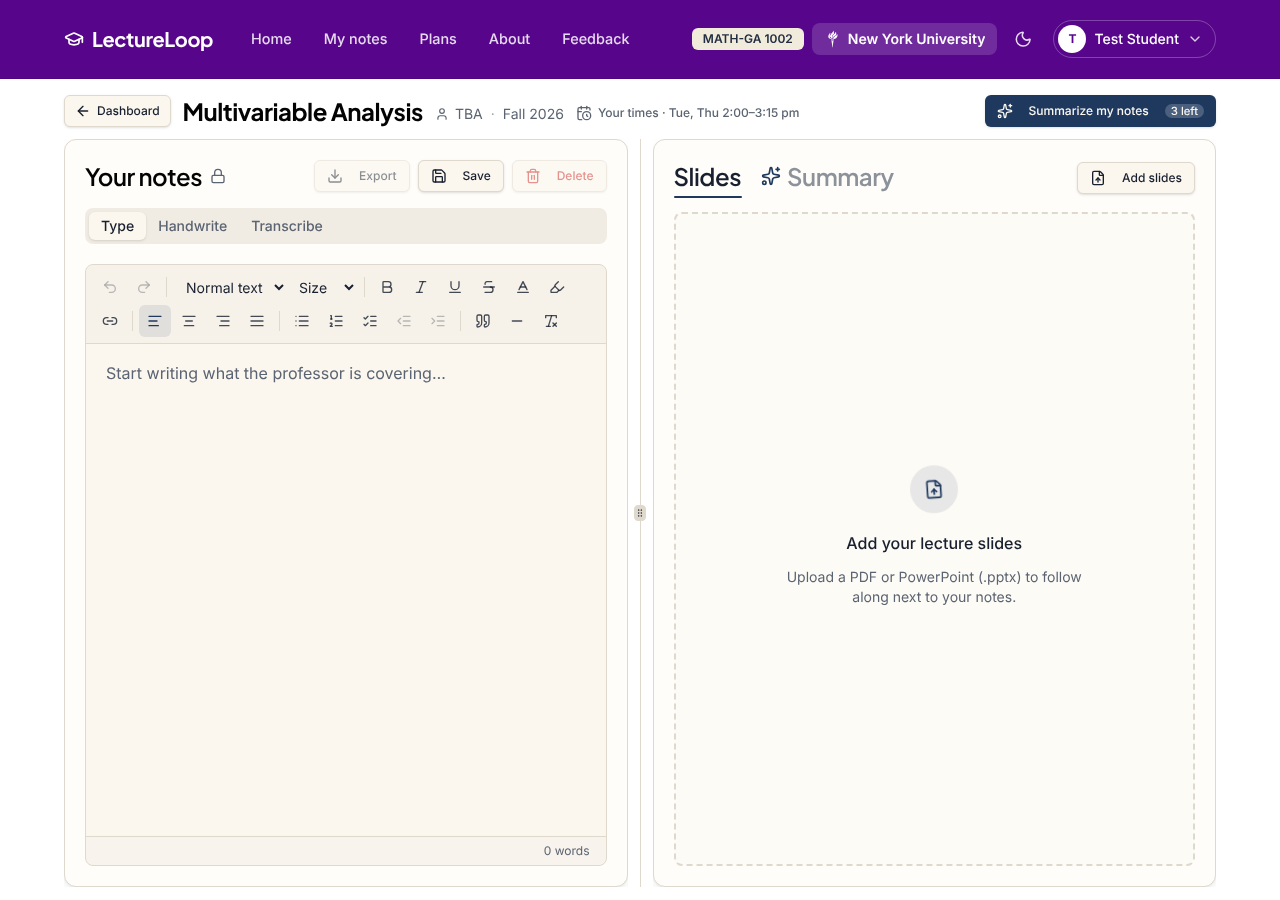 LectureLoop Home My notes Plans About Feedback MATH-GA 1002 New York University T Test Student
Dashboard Multivariable Analysis TBA · Fall 2026 Your times · Tue, Thu 2:00–3:15 pm Summarize my notes 3 left
Your notes Export Save Delete
Type Handwrite Transcribe
Normal text Size
Start writing what the professor is covering...
0 words
Slides Summary Add slides
Add your lecture slides
Upload a PDF or PowerPoint (.pptx) to follow
along next to your notes.